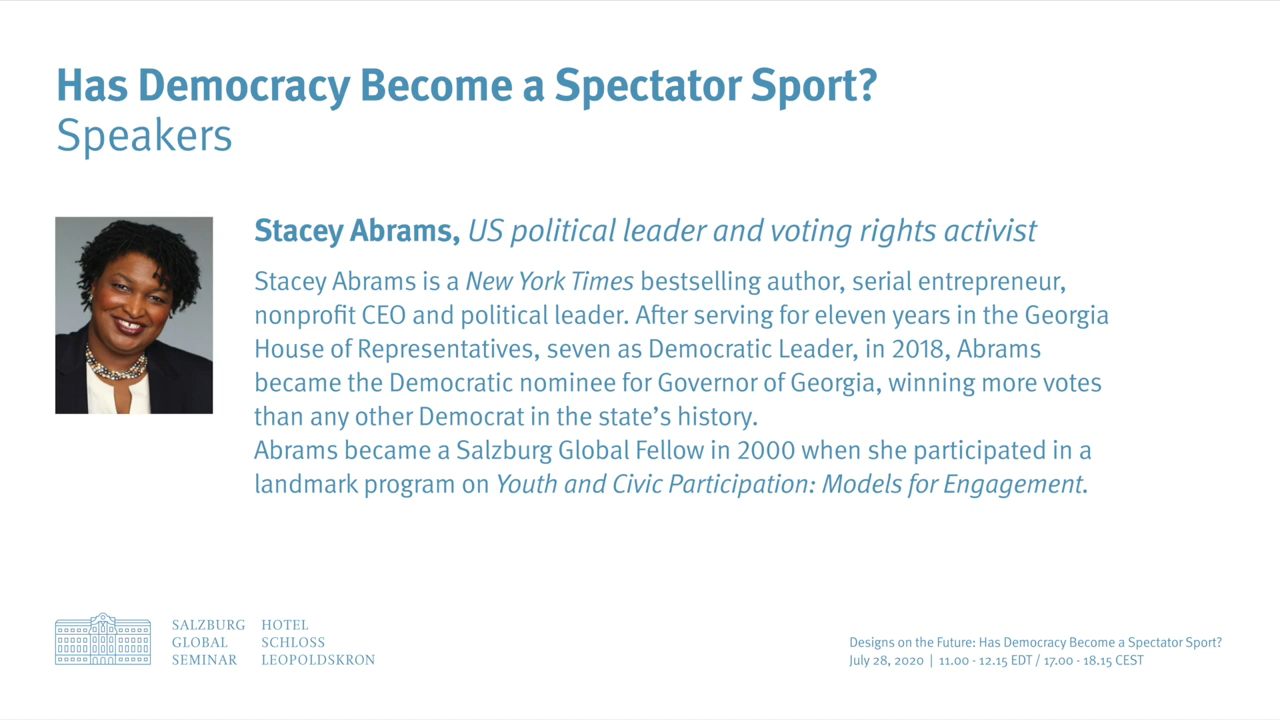 Has Democracy Become a Spectator Sport?
Speakers
Stacey Abrams, US political leader and voting rights activist
Stacey Abrams is a New York Times bestselling author, serial entrepreneur,
nonprofit CEO and political leader. After serving for eleven years in the Georgia
House of Representatives, seven as Democratic Leader, in 2018, Abrams
became the Democratic nominee for Governor of Georgia, winning more votes
than any other Democrat in the state’s history.
Abrams became a Salzburg Global Fellow in 2000 when she participated in a
landmark program on Youth and Civic Participation: Models for Engagement.
SALZBURG
GLOBAL
SEMINAR
HOTEL
SCHLOSS
LEOPOLDSKRON
Designs on the Future: Has Democracy Become a Spectator Sport?
July 28, 2020 | 11.00 - 12.15 EDT / 17.00 - 18.15 CEST